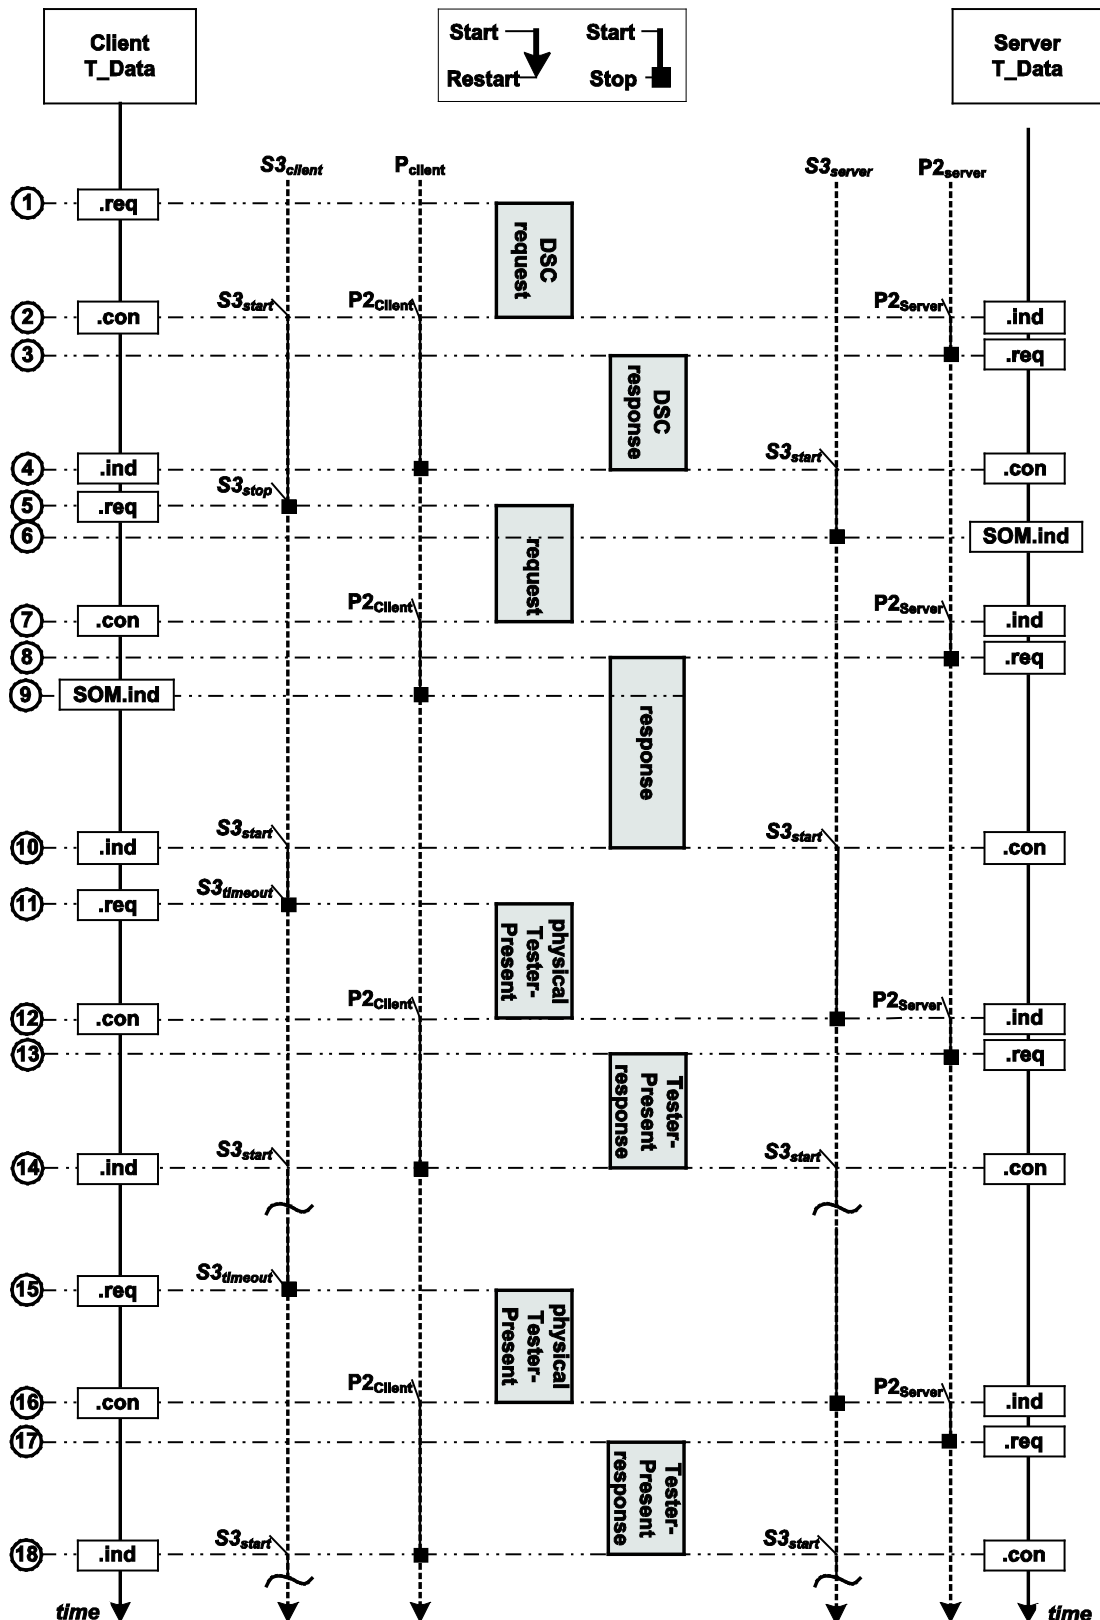 Client
T_Data
Start
Restart
Start
Stop
Server
T_Data
S3client
Pclient
S3server
P2server
1
.req
DSC
request
2
.con
S3start
P2Client
P2Server
.ind
3
.req
DSC
response
4
.ind
S3start
.con
5
.req
S3stop
request
6
SOM.ind
7
.con
P2Client
P2Server
.ind
8
.req
response
9
SOM.ind
10
.ind
S3start
S3start
.con
11
.req
S3timeout
physical
Tester-
Present
12
.con
P2Client
P2Server
.ind
13
.req
Tester-
Present
response
14
.ind
S3start
S3start
.con
15
.req
S3timeout
physical
Tester-
Present
16
.con
P2Client
P2Server
.ind
17
.req
Tester-
Present
response
18
.ind
S3start
S3start
.con
time
time